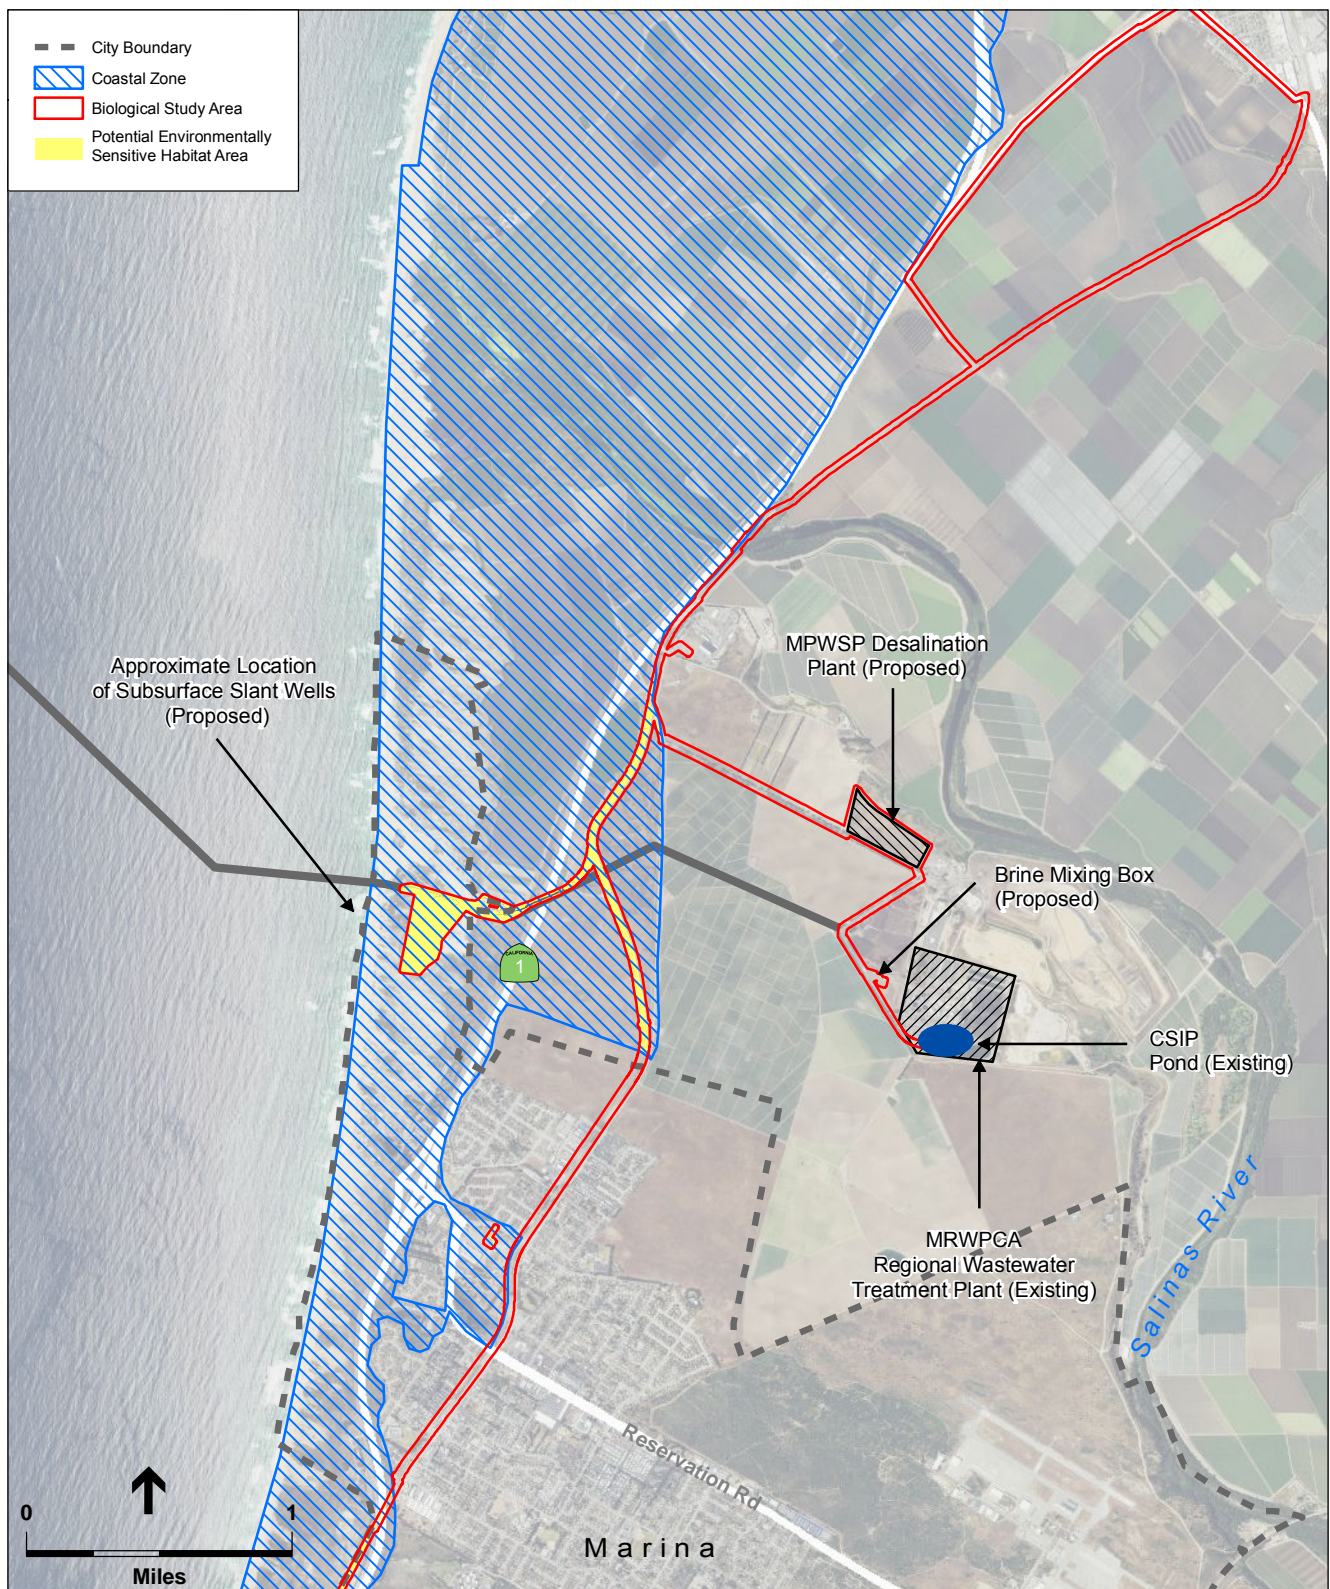 City Boundary
Coastal Zone
Biological Study Area
Potential Environmentally
Sensitive Habitat Area
Approximate Location
of Subsurface Slant Wells
(Proposed)
MPWSP Desalination
Plant (Proposed)
Brine Mixing Box
(Proposed)
CALIFORNIA
1
CSIP
Pond (Existing)
MRWPCA
Regional Wastewater
Treatment Plant (Existing)
Salinas River
Reservation Rd
Marina
0 1
Miles